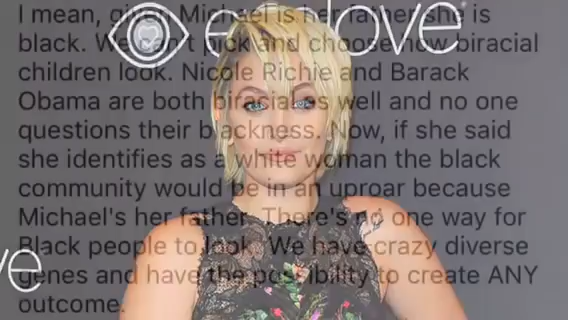 I mean, given Michael is her father she is
black. We can't pick and choose how biracial
children look. Nicole Richie and Barack
Obama are both biracial as well and no one
questions their blackness. Now, if she said
she identifies as a white woman the black
community would be in an uproar because
Michael's her father. There's no one way for
Black people to look. We have crazy diverse
genes and have the possibility to create ANY
outcome.
love
ve